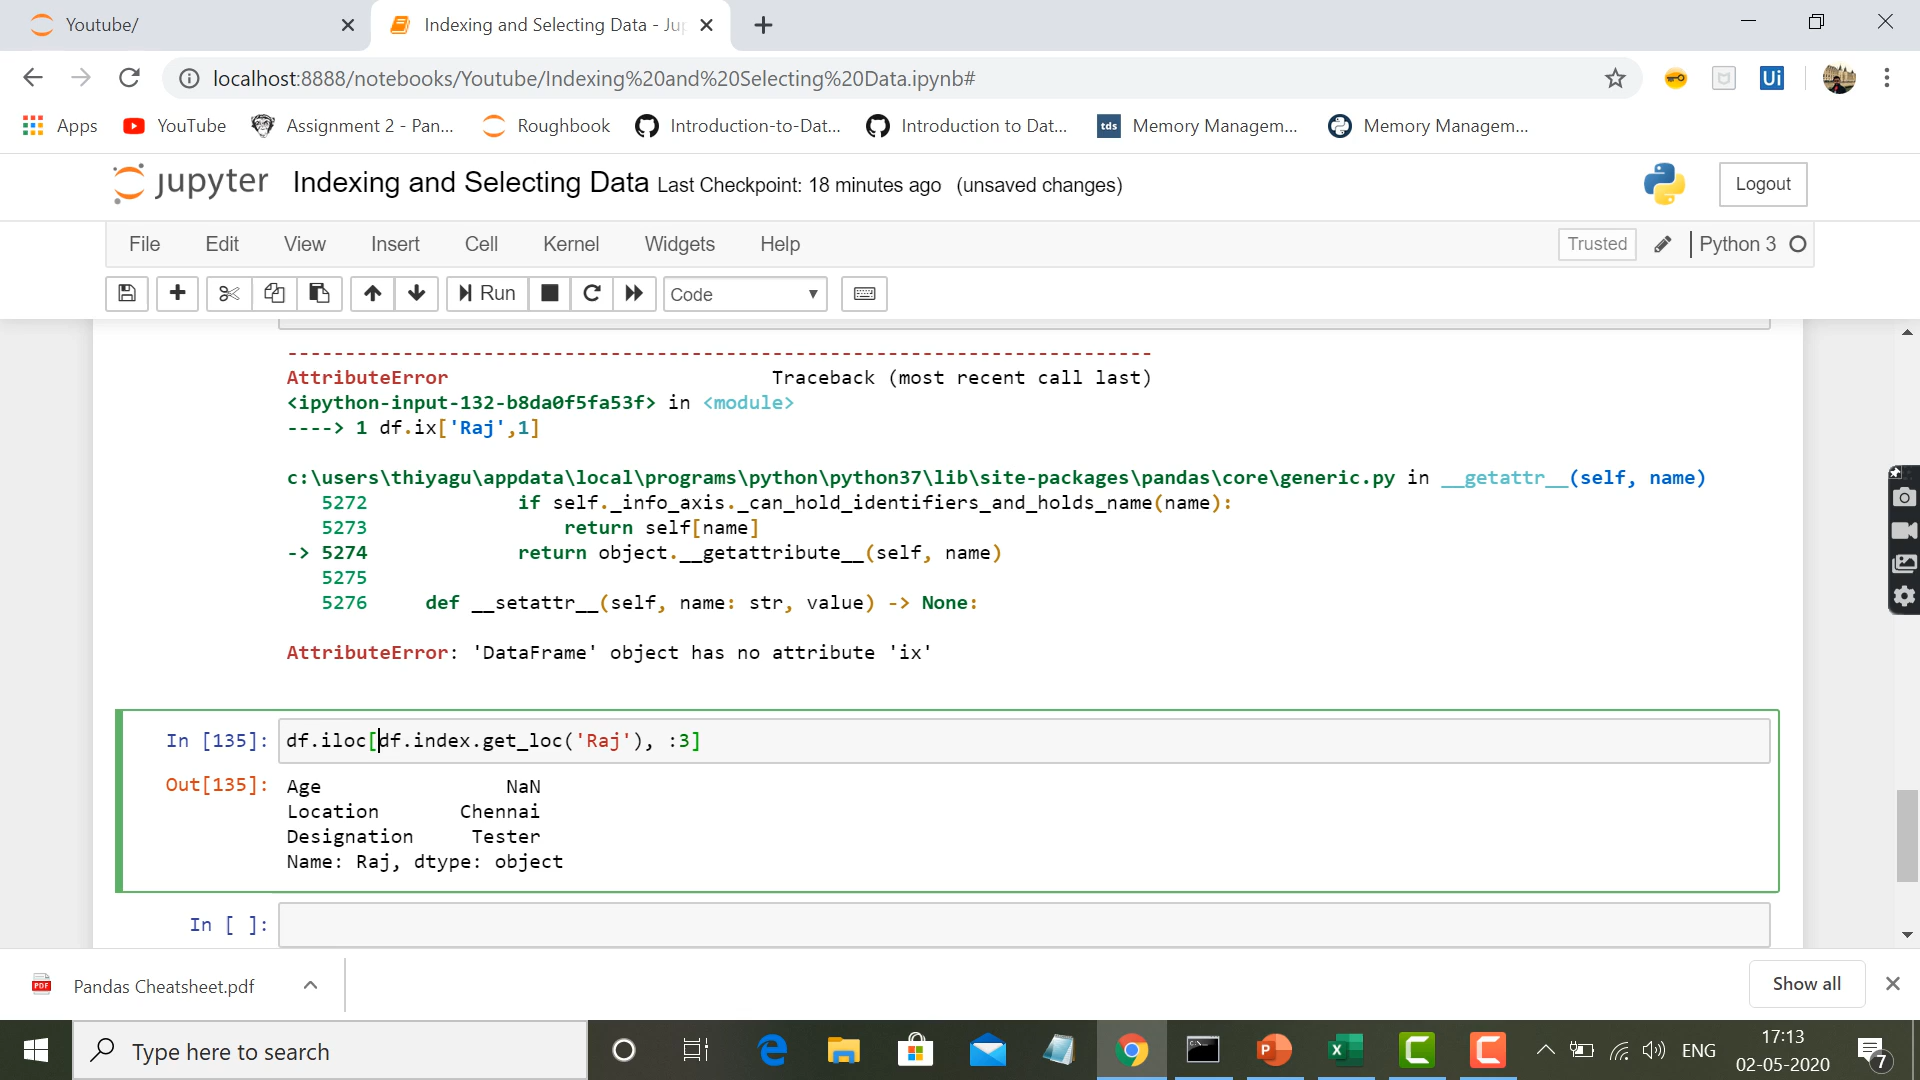 Youtube/
Indexing and Selecting Data - Jup
localhost:8888/notebooks/Youtube/Indexing%20and%20Selecting%20Data.ipynb#
Ui
Apps
YouTube
Assignment 2 - Pan...
Roughbook
Introduction-to-Dat...
Introduction to Dat...
tds
Memory Managem...
Memory Managem...
jupyter Indexing and Selecting Data Last Checkpoint: 18 minutes ago (unsaved changes)
Logout
File Edit View Insert Cell Kernel Widgets Help
Trusted
Python 3
Run
Code
---------------------------------------------------------------------------
AttributeError                            Traceback (most recent call last)
<ipython-input-132-b8da0f5fa53f> in <module>
----> 1 df.ix['Raj',1]
c:\users\thiyagu\appdata\local\programs\python\python37\lib\site-packages\pandas\core\generic.py in __getattr__(self, name)
   5272             if self._info_axis._can_hold_identifiers_and_holds_name(name):
   5273                 return self[name]
-> 5274             return object.__getattribute__(self, name)
   5275
   5276     def __setattr__(self, name: str, value) -> None:
AttributeError: 'DataFrame' object has no attribute 'ix'
In [135]: df.iloc[df.index.get_loc('Raj'), :3]
Out[135]: Age                NaN
Location       Chennai
Designation     Tester
Name: Raj, dtype: object
In [ ]:
PDF
Pandas Cheatsheet.pdf
Show all
Type here to search
ENG
17:13
02-05-2020
7